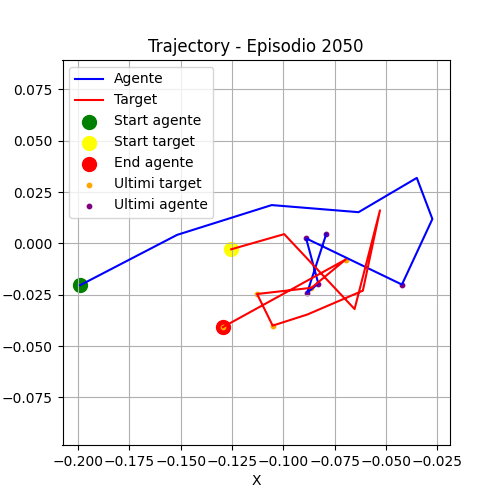 Trajectory - Episodio 2050
Agente
Target
Start agente
Start target
End agente
Ultimi target
Ultimi agente
0.075
0.050
0.025
0.000
−0.025
−0.050
−0.075
−0.200 −0.175 −0.150 −0.125 −0.100 −0.075 −0.050 −0.025
X